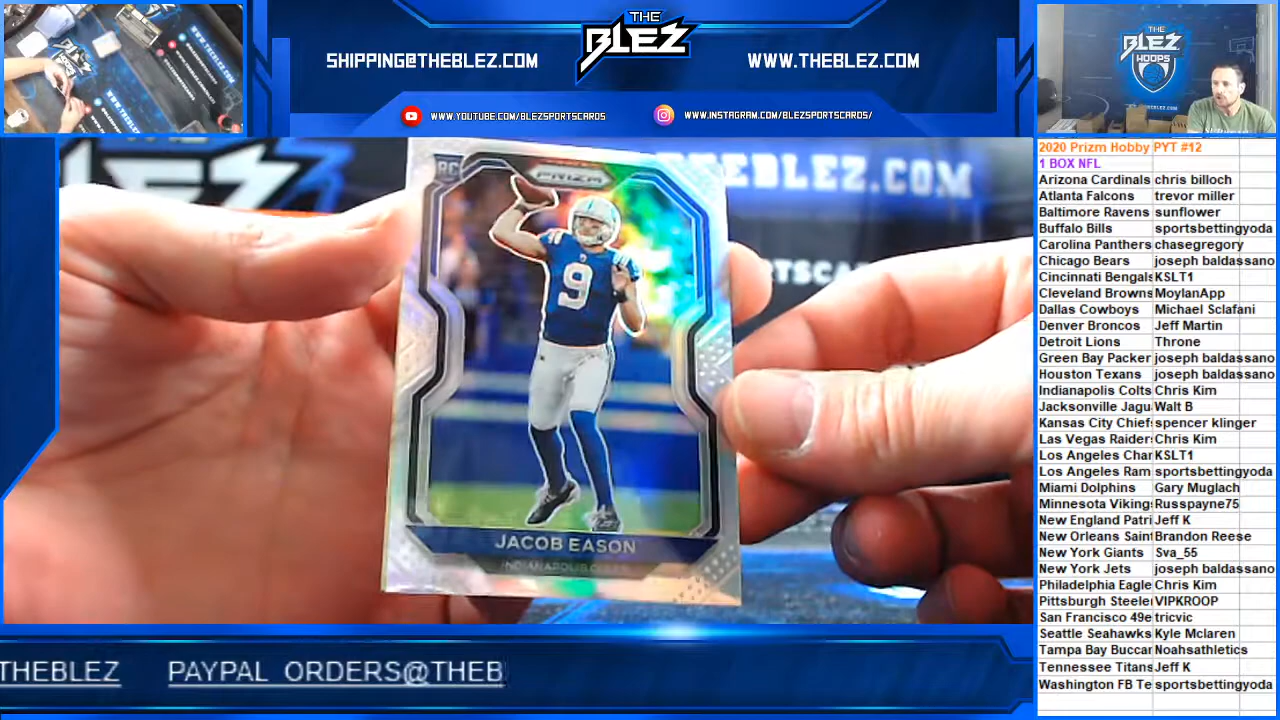 SHIPPING@THEBLEZ.COM
THE
BLEZ
WWW.THEBLEZ.COM
WWW.YOUTUBE.COM/BLEZSPORTSCARDS
WWW.INSTAGRAM.COM/BLEZSPORTSCARDS/
THE
BLEZ
HOOPS
THE
BLEZ.COM
RC
PRIZM
9
JACOB EASON
INDIANAPOLIS COLTS
2020 Prizm Hobby PYT #12
1 BOX NFL
Arizona Cardinals chris billoch
Atlanta Falcons trevor miller
Baltimore Ravens sunflower
Buffalo Bills sportsbettingyoda
Carolina Panthers chasegregory
Chicago Bears joseph baldassano
Cincinnati Bengals KSLT1
Cleveland Browns MoylanApp
Dallas Cowboys Michael Sclafani
Denver Broncos Jeff Martin
Detroit Lions Throne
Green Bay Packer joseph baldassano
Houston Texans joseph baldassano
Indianapolis Colts Chris Kim
Jacksonville Jagu Walt B
Kansas City Chief spencer klinger
Las Vegas Raider Chris Kim
Los Angeles Char KSLT1
Los Angeles Ram sportsbettingyoda
Miami Dolphins Gary Muglach
Minnesota Viking Russpayne75
New England Patri Jeff K
New Orleans Saint Brandon Reese
New York Giants Sva_55
New York Jets joseph baldassano
Philadelphia Eagle Chris Kim
Pittsburgh Steeler VIPKROOP
San Francisco 49e tricvic
Seattle Seahawks Kyle Mclaren
Tampa Bay Buccar Noahsathletics
Tennessee Titans Jeff K
Washington FB Te sportsbettingyoda
THEBLEZ PAYPAL ORDERS@THEB